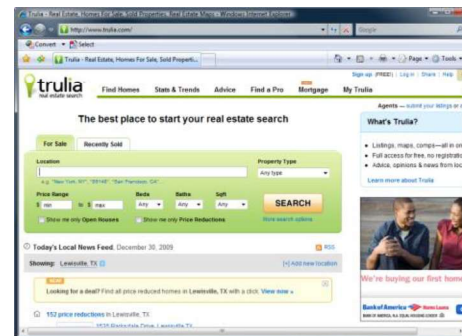 Trulia - Real Estate, Homes For Sale, Sold Properties, Real Estate Maps - Windows Internet Explorer
http://www.trulia.com/
Google
Convert Select
Trulia - Real Estate, Homes For Sale, Sold Properti...
Page Tools
Sign up (FREE!) | Login | Share | Help
trulia
real estate search
Find Homes Stats & Trends Advice Find a Pro Mortgage My Trulia
Agents — submit your listings or
The best place to start your real estate search
What's Trulia?
For Sale Recently Sold
Location
Property Type
Any type
e.g. "New York, NY", "95148", "San Francisco, CA"...
Price Range Beds Baths Sqft
$ min to $ max Any Any Any
SEARCH
Show me only Open Houses Show me only Price Reductions
More search options
Listings, maps, comps—all in on
Full access for free, no registratio
Advice, opinions & news from loc
Learn more about Trulia
Today's Local News Feed, December 30, 2009
RSS
Showing: Lewisville, TX
[+] Add new location
NEW!
Looking for a deal? Find all price reduced homes in Lewisville, TX with a click. View now »
152 price reductions in Lewisville, TX
We're buying our first home
Bank of America Home Loans